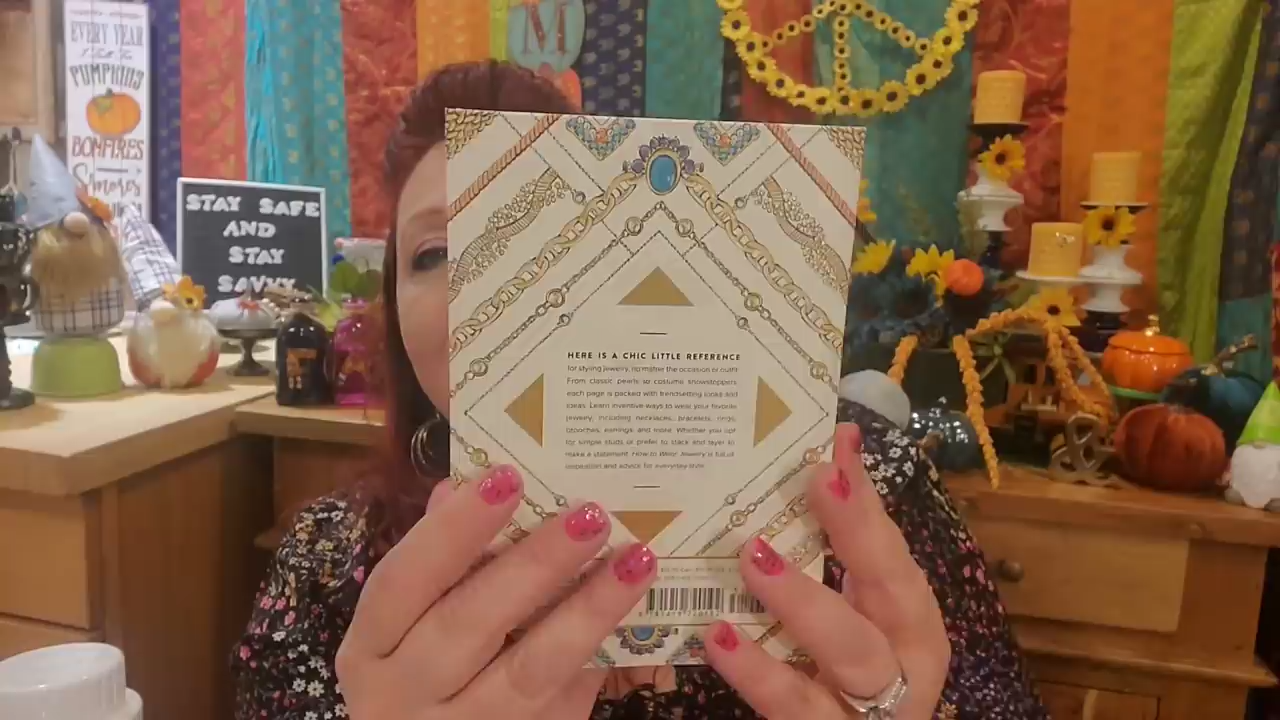 EVERY YEAR
I Fall For
PUMPKINS
BONFIRES
S'mores
M
STAY SAFE
AND
STAY
SAVVY
HERE IS A CHIC LITTLE REFERENCE
for styling jewelry, no matter the occasion or outfit.
From classic pearls to costume showstoppers,
each page is packed with trendsetting looks and
ideas. Learn inventive ways to wear your favorite
jewelry, including necklaces, bracelets, rings,
brooches, earrings, and more. Whether you opt
for simple studs or prefer to stack and layer to
make a statement, How to Wear Jewelry is full of
inspiration and advice for everyday style.
&